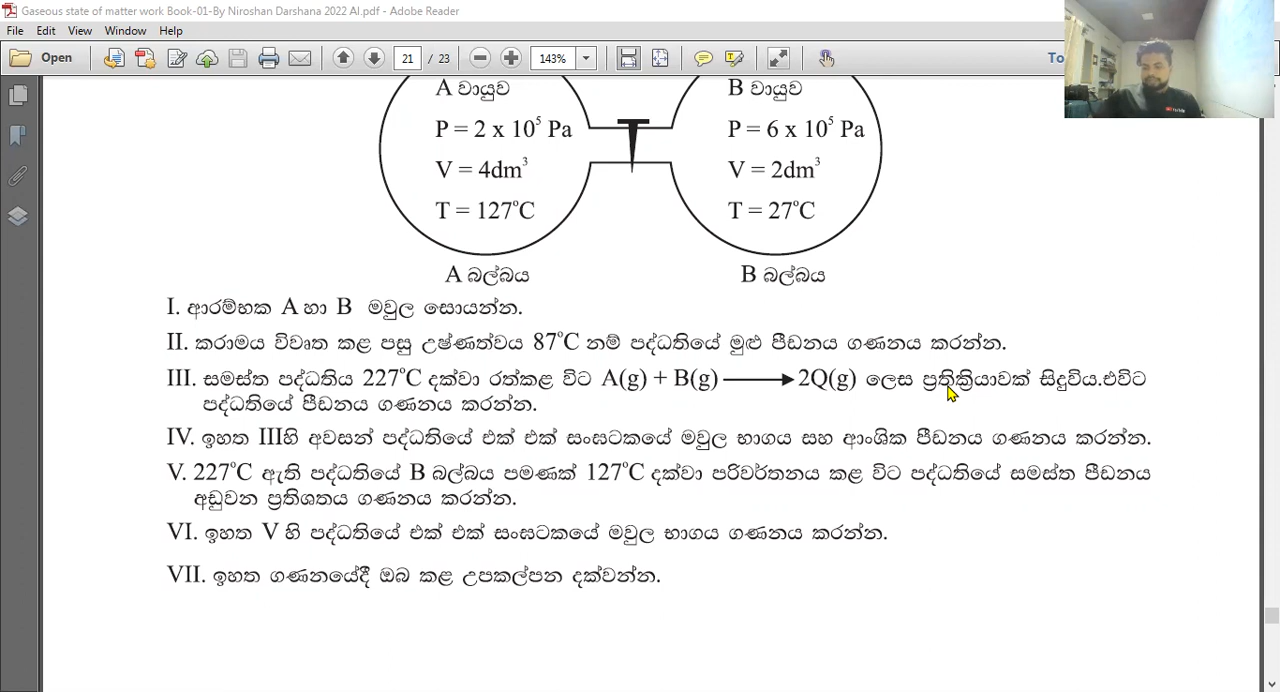 Gaseous state of matter work Book-01-By Niroshan Darshana 2022 Al.pdf - Adobe Reader
File Edit View Window Help
Open 21 / 23 143% To
A වායුව B වායුව
P = 2 x 10⁵ Pa P = 6 x 10⁵ Pa
V = 4dm³ V = 2dm³
T = 127°C T = 27°C
A බල්බය B බල්බය
I. ආරම්භක A හා B මවුල සොයන්න.
II. කරාමය විවෘත කළ පසු උෂ්ණත්වය 87°C නම් පද්ධතියේ මුළු පීඩනය ගණනය කරන්න.
III. සමස්ත පද්ධතිය 227°C දක්වා රත්කළ විට A(g) + B(g) ⟶ 2Q(g) ලෙස ප්‍රතික්‍රියාවක් සිදුවිය.එවිට
පද්ධතියේ පීඩනය ගණනය කරන්න.
IV. ඉහත IIIහි අවසන් පද්ධතියේ එක් එක් සංඝටකයේ මවුල භාගය සහ ආංශික පීඩනය ගණනය කරන්න.
V. 227°C ඇති පද්ධතියේ B බල්බය පමණක් 127°C දක්වා පරිවර්තනය කළ විට පද්ධතියේ සමස්ත පීඩනය
අඩුවන ප්‍රතිශතය ගණනය කරන්න.
VI. ඉහත V හි පද්ධතියේ එක් එක් සංඝටකයේ මවුල භාගය ගණනය කරන්න.
VII. ඉහත ගණනයේදී ඔබ කළ උපකල්පන දක්වන්න.